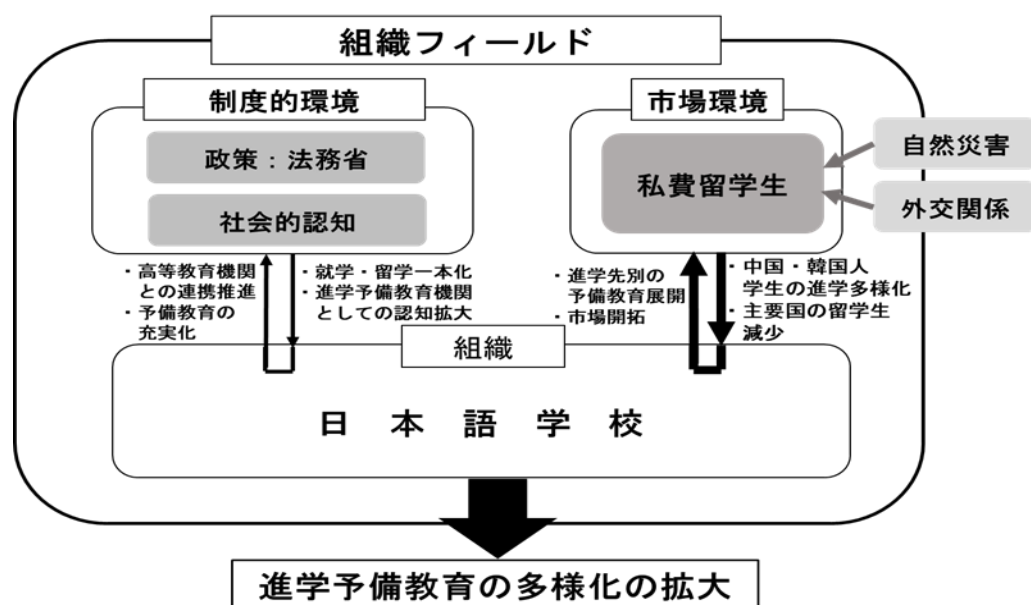 組織フィールド
制度的環境
政策：法務省
社会的認知
市場環境
私費留学生
自然災害
外交関係
・高等教育機関
との連携推進
・予備教育の
充実化
・就学・留学一本化
・進学予備教育機関
としての認知拡大
・進学先別の
予備教育展開
・市場開拓
・中国・韓国人
学生の進学多様化
・主要国の留学生
減少
組織
日本語学校
進学予備教育の多様化の拡大